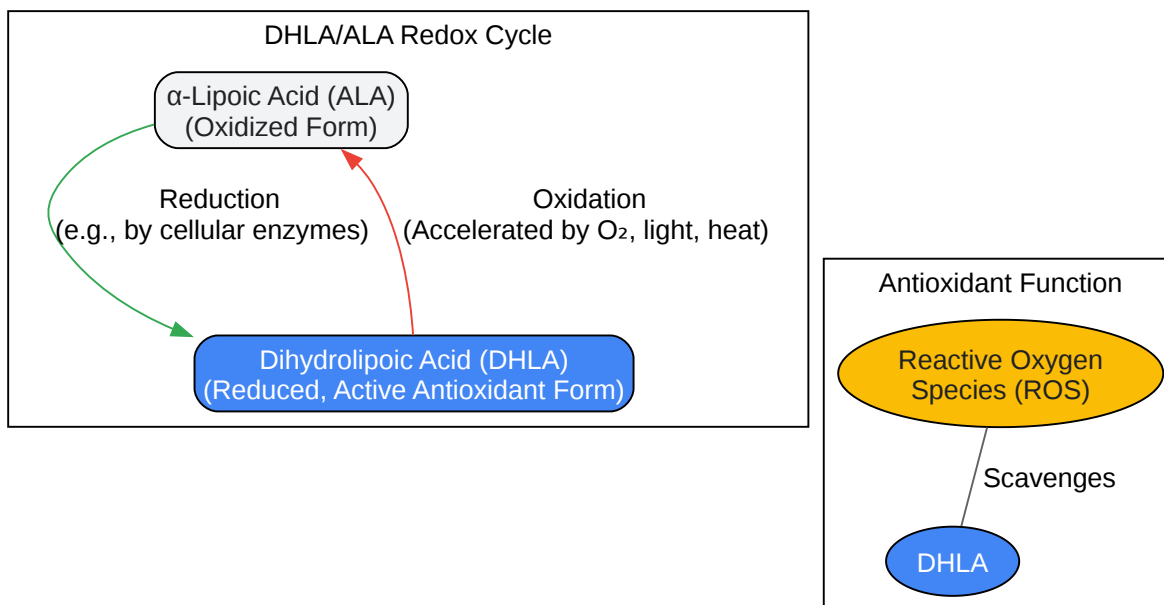 DHLA/ALA Redox Cycle
α-Lipoic Acid (ALA)
(Oxidized Form)
Reduction
(e.g., by cellular enzymes)
Oxidation
(Accelerated by O₂, light, heat)
Dihydrolipoic Acid (DHLA)
(Reduced, Active Antioxidant Form)
Antioxidant Function
Reactive Oxygen
Species (ROS)
Scavenges
DHLA